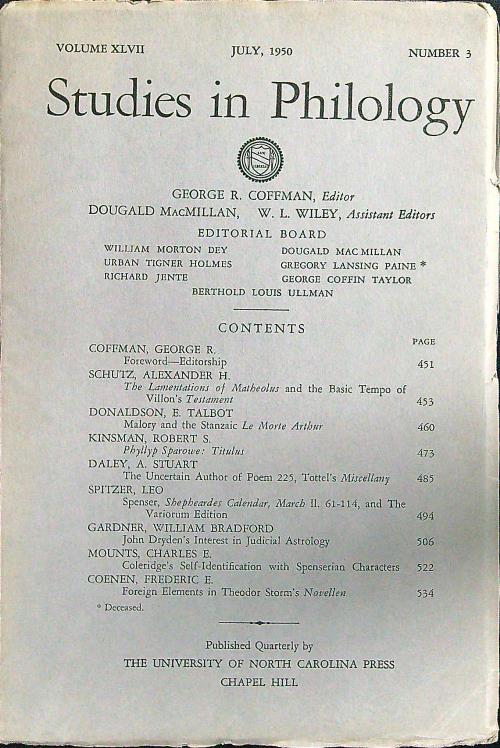 VOLUME XLVII JULY, 1950 NUMBER 3
Studies in Philology
GEORGE R. COFFMAN, Editor
DOUGALD MACMILLAN, W. L. WILEY, Assistant Editors
EDITORIAL BOARD
WILLIAM MORTON DEY DOUGALD MAC MILLAN
URBAN TIGNER HOLMES GREGORY LANSING PAINE *
RICHARD JENTE GEORGE COFFIN TAYLOR
BERTHOLD LOUIS ULLMAN
CONTENTS
PAGE
COFFMAN, GEORGE R.
Foreword—Editorship 451
SCHUTZ, ALEXANDER H.
The Lamentations of Matheolus and the Basic Tempo of
Villon's Testament 453
DONALDSON, E. TALBOT
Malory and the Stanzaic Le Morte Arthur 460
KINSMAN, ROBERT S.
Phyllyp Sparowe: Titulus 473
DALEY, A. STUART
The Uncertain Author of Poem 225, Tottel's Miscellany 485
SPITZER, LEO
Spenser, Shepheardes Calendar, March ll. 61-114, and The
Variorum Edition 494
GARDNER, WILLIAM BRADFORD
John Dryden's Interest in Judicial Astrology 506
MOUNTS, CHARLES E.
Coleridge's Self-Identification with Spenserian Characters 522
COENEN, FREDERIC E.
Foreign Elements in Theodor Storm's Novellen 534
* Deceased.
Published Quarterly by
THE UNIVERSITY OF NORTH CAROLINA PRESS
CHAPEL HILL